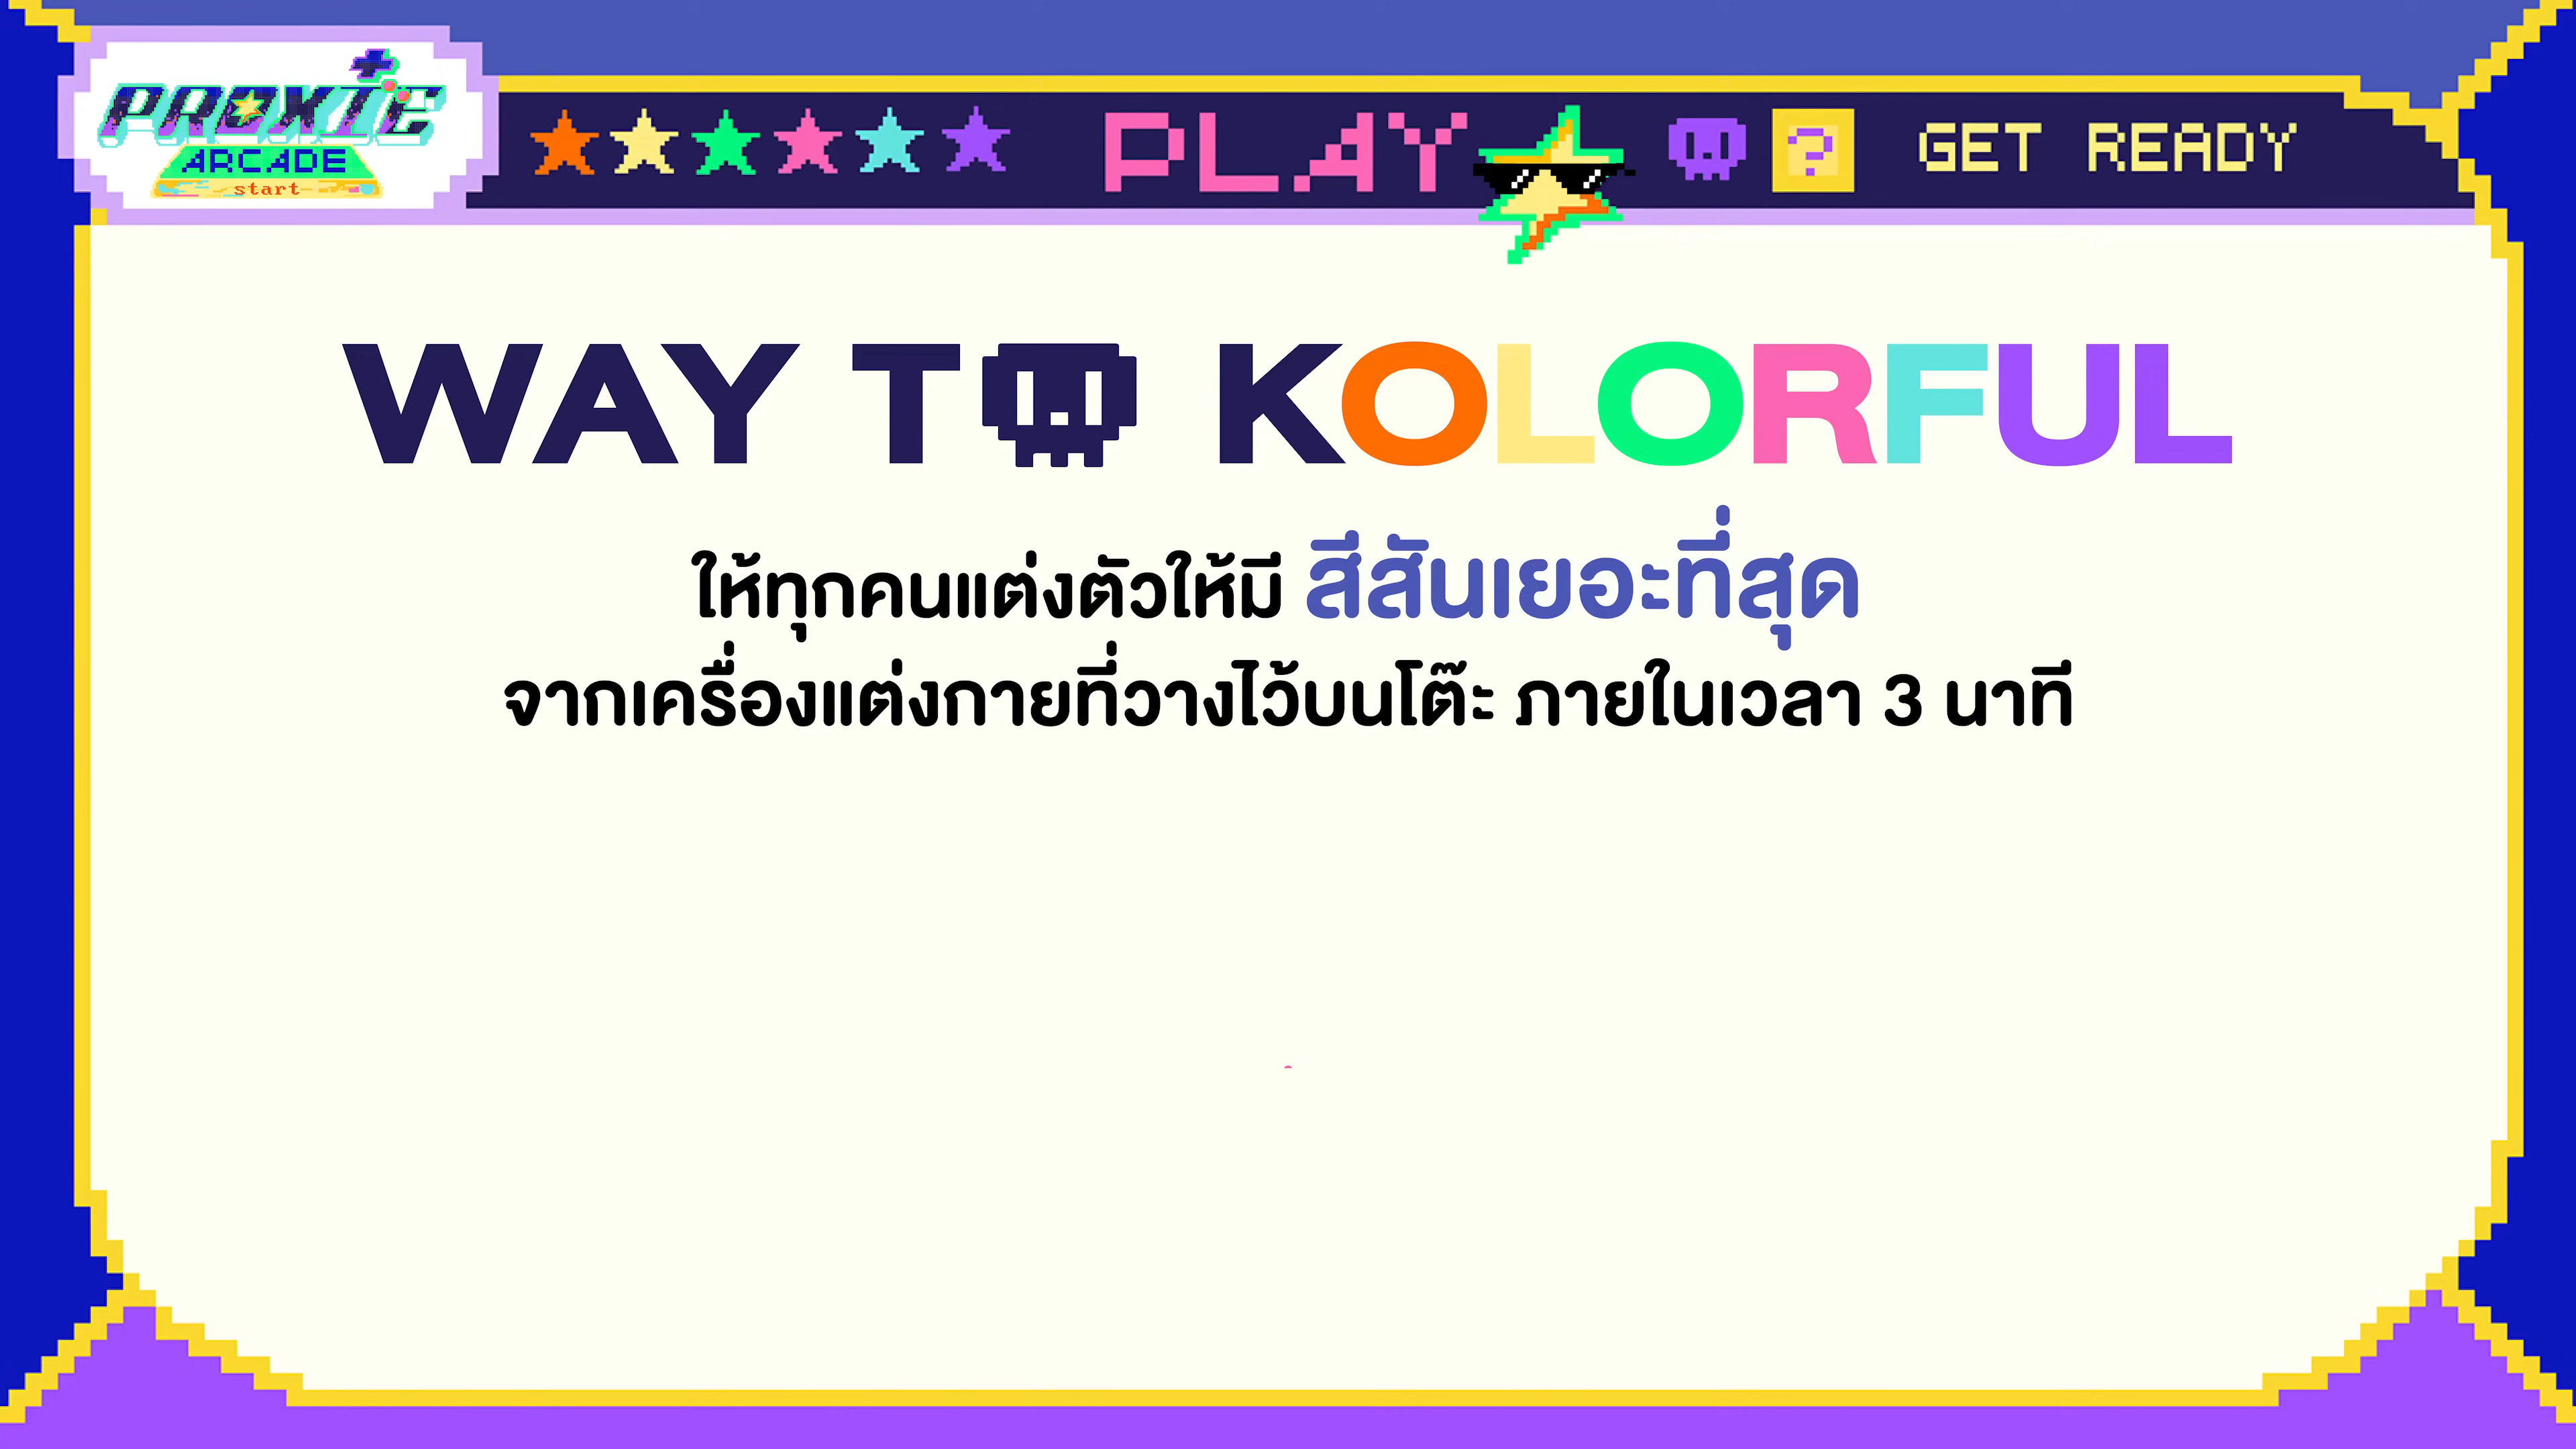 PROXIE
ARCADE
start
PLAY
?
GET READY
WAY TO KOLORFUL
ให้ทุกคนแต่งตัวให้มี สีสันเยอะที่สุด
จากเครื่องแต่งกายที่วางไว้บนโต๊ะ ภายในเวลา 3 นาที